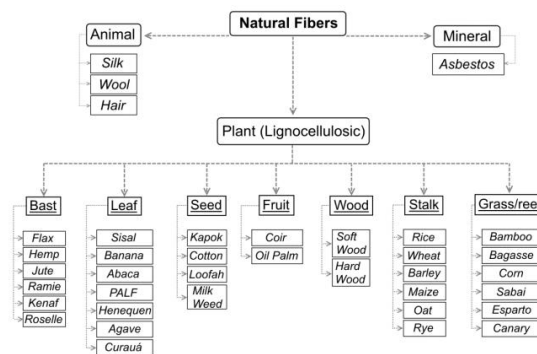 Natural Fibers
Animal
Mineral
Silk
Wool
Hair
Asbestos
Plant (Lignocellulosic)
Bast
Flax
Hemp
Jute
Ramie
Kenaf
Roselle
Leaf
Sisal
Banana
Abaca
PALF
Henequen
Agave
Curauá
Seed
Kapok
Cotton
Loofah
Milk
Weed
Fruit
Coir
Oil Palm
Wood
Soft
Wood
Hard
Wood
Stalk
Rice
Wheat
Barley
Maize
Oat
Rye
Grass/ree
Bamboo
Bagasse
Corn
Sabai
Esparto
Canary